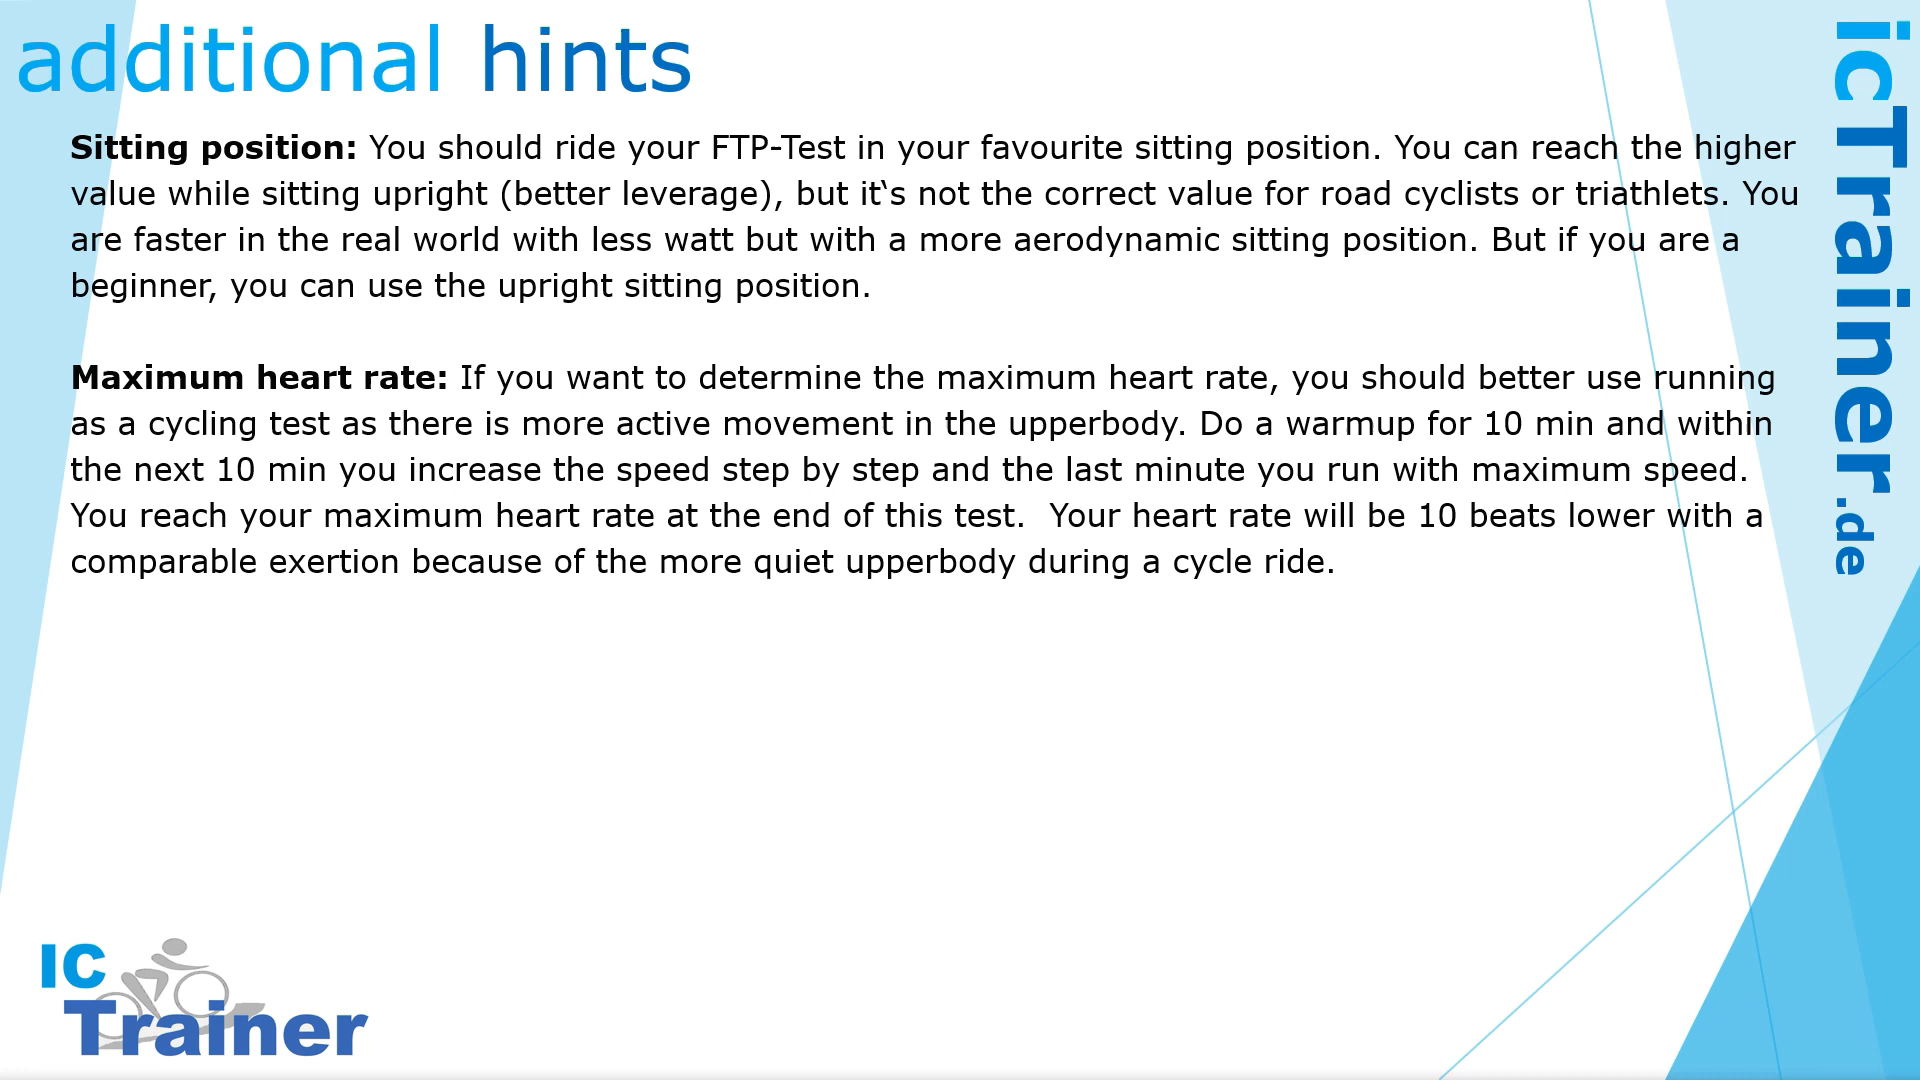 additional hints
Sitting position: You should ride your FTP-Test in your favourite sitting position. You can reach the higher
value while sitting upright (better leverage), but it‘s not the correct value for road cyclists or triathlets. You
are faster in the real world with less watt but with a more aerodynamic sitting position. But if you are a
beginner, you can use the upright sitting position.
Maximum heart rate: If you want to determine the maximum heart rate, you should better use running
as a cycling test as there is more active movement in the upperbody. Do a warmup for 10 min and within
the next 10 min you increase the speed step by step and the last minute you run with maximum speed.
You reach your maximum heart rate at the end of this test.  Your heart rate will be 10 beats lower with a
comparable exertion because of the more quiet upperbody during a cycle ride.
icTrainer.de
IC
Trainer